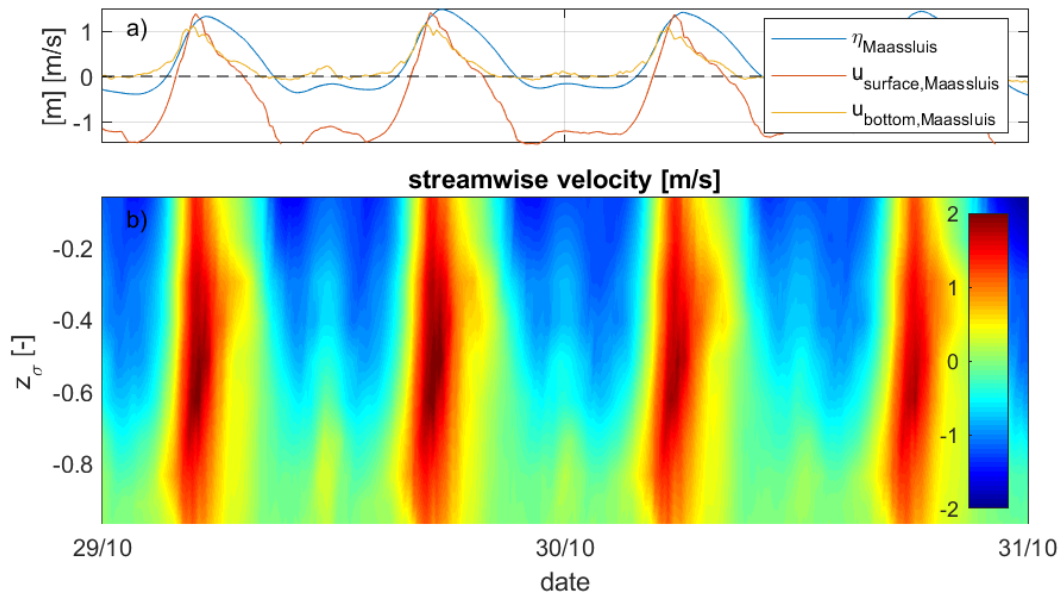 a)
[m] [m/s]
1
0
-1
ηMaassluis
usurface,Maassluis
ubottom,Maassluis
streamwise velocity [m/s]
b)
zσ [-]
-0.2
-0.4
-0.6
-0.8
2
1
0
-1
-2
29/10
30/10
31/10
date